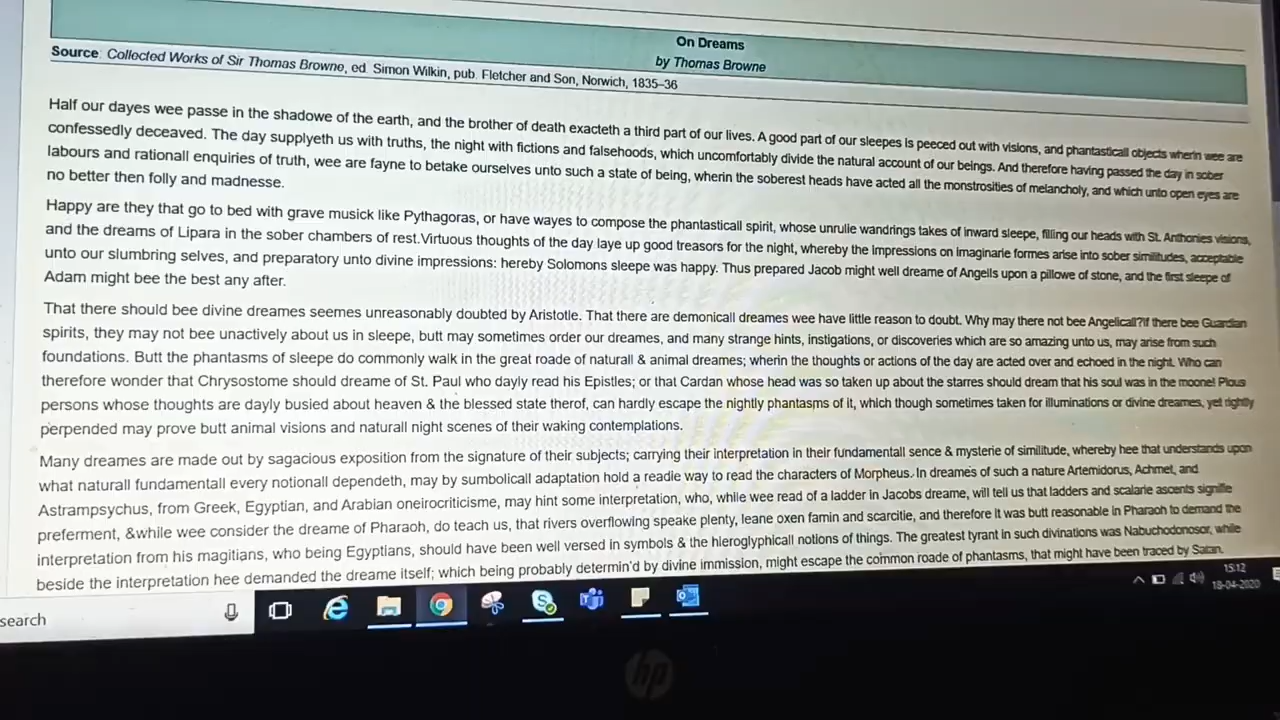 On Dreams
by Thomas Browne
Source: Collected Works of Sir Thomas Browne, ed. Simon Wilkin, pub. Fletcher and Son, Norwich, 1835–36
Half our dayes wee passe in the shadowe of the earth, and the brother of death exacteth a third part of our lives. A good part of our sleepes is peeced out with visions, and phantasticall objects wherin wee are
confessedly deceaved. The day supplyeth us with truths, the night with fictions and falsehoods, which uncomfortably divide the natural account of our beings. And therefore having passed the day in sober
labours and rationall enquiries of truth, wee are fayne to betake ourselves unto such a state of being, wherin the soberest heads have acted all the monstrosities of melancholy, and which unto open eyes are
no better then folly and madnesse.
Happy are they that go to bed with grave musick like Pythagoras, or have wayes to compose the phantasticall spirit, whose unrulie wandrings takes of inward sleepe, filling our heads with St. Anthonies visions,
and the dreams of Lipara in the sober chambers of rest.Virtuous thoughts of the day laye up good treasors for the night, whereby the Impressions on Imaginarie formes arise into sober similitudes, acceptable
unto our slumbring selves, and preparatory unto divine impressions: hereby Solomons sleepe was happy. Thus prepared Jacob might well dreame of Angells upon a pillowe of stone, and the first sleepe of
Adam might bee the best any after.
That there should bee divine dreames seemes unreasonably doubted by Aristotle. That there are demonicall dreames wee have little reason to doubt. Why may there not bee Angelicall?If there bee Guardian
spirits, they may not bee unactively about us in sleepe, butt may sometimes order our dreames, and many strange hints, instigations, or discoveries which are so amazing unto us, may arise from such
foundations. Butt the phantasms of sleepe do commonly walk in the great roade of naturall & animal dreames; wherin the thoughts or actions of the day are acted over and echoed in the night. Who can
therefore wonder that Chrysostome should dreame of St. Paul who dayly read his Epistles; or that Cardan whose head was so taken up about the starres should dream that his soul was in the moone! Pious
persons whose thoughts are dayly busied about heaven & the blessed state therof, can hardly escape the nightly phantasms of it, which though sometimes taken for illuminations or divine dreames, yet rightly
perpended may prove butt animal visions and naturall night scenes of their waking contemplations.
Many dreames are made out by sagacious exposition from the signature of their subjects; carrying their interpretation in their fundamentall sence & mysterie of similitude, whereby hee that understands upon
what naturall fundamentall every notionall dependeth, may by sumbolicall adaptation hold a readie way to read the characters of Morpheus. In dreames of such a nature Artemidorus, Achmet, and
Astrampsychus, from Greek, Egyptian, and Arabian oneirocriticisme, may hint some interpretation, who, while wee read of a ladder in Jacobs dreame, will tell us that ladders and scalarie ascents signifie
preferment, &while wee consider the dreame of Pharaoh, do teach us, that rivers overflowing speake plenty, leane oxen famin and scarcitie, and therefore it was butt reasonable in Pharaoh to demand the
interpretation from his magitians, who being Egyptians, should have been well versed in symbols & the hieroglyphicall notions of things. The greatest tyrant in such divinations was Nabuchodonosor, while
beside the interpretation hee demanded the dreame itself; which being probably determin'd by divine immission, might escape the common roade of phantasms, that might have been traced by Satan.
search
15:12
18-04-2020
hp